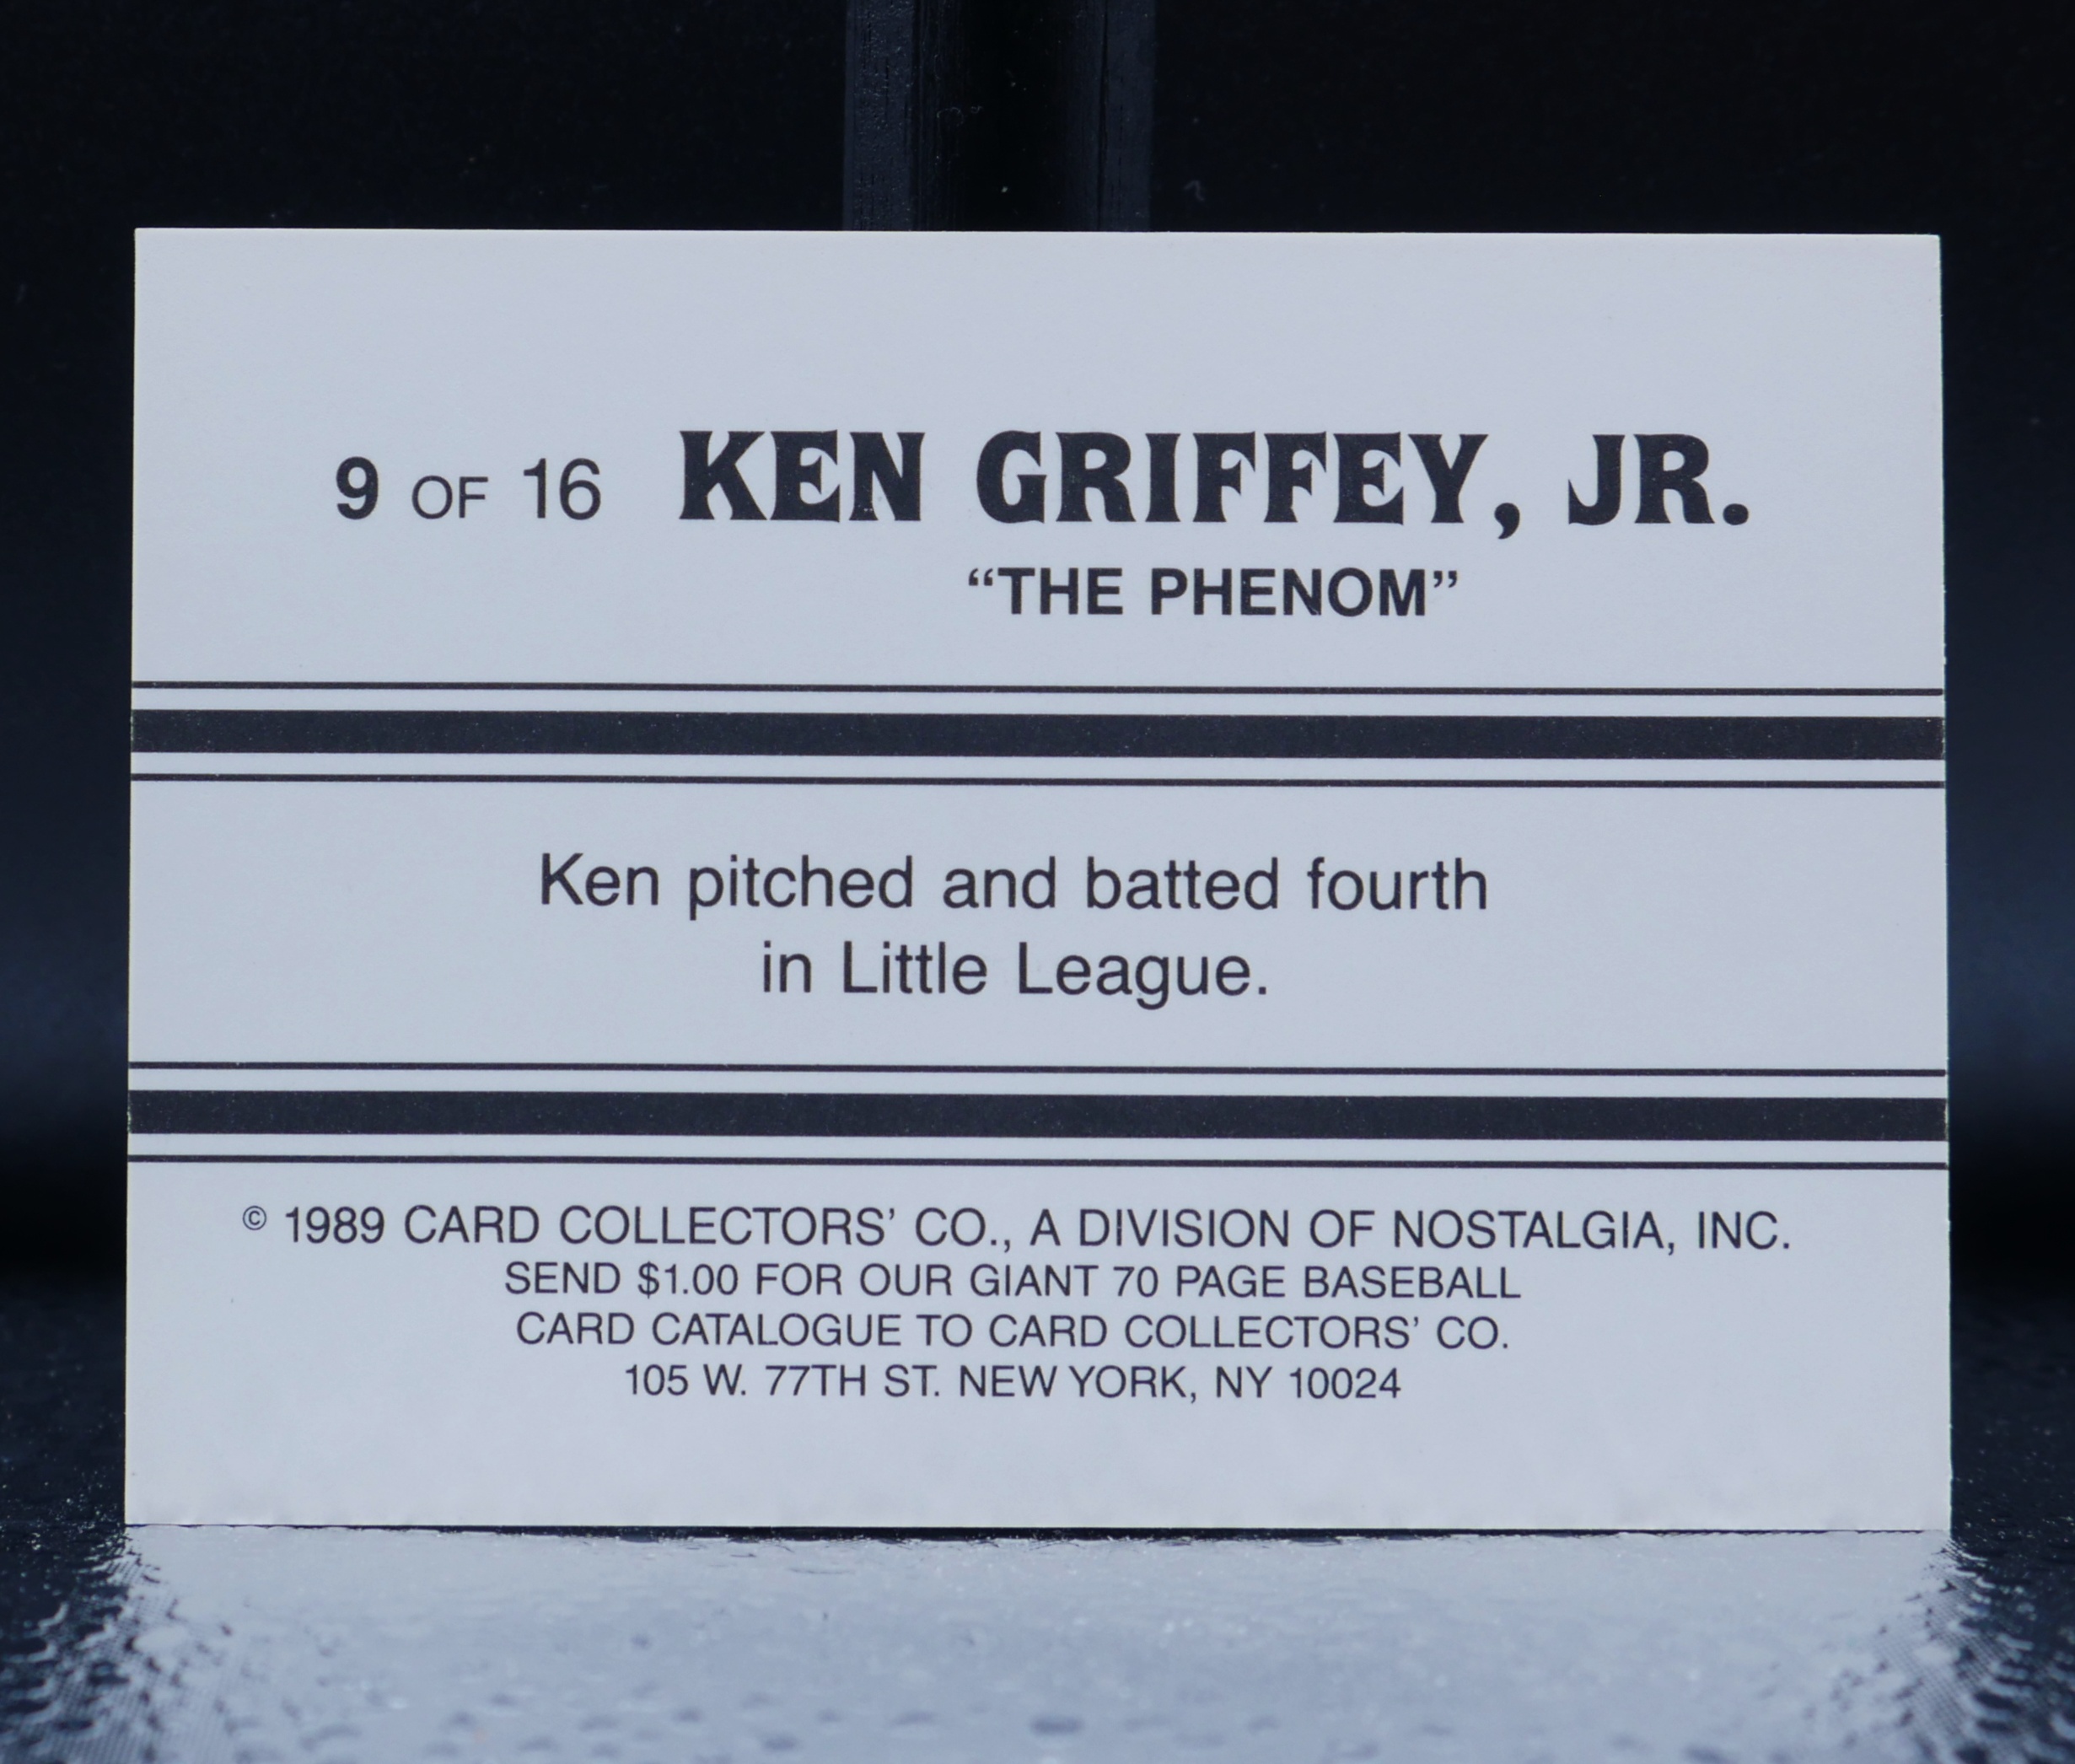 9 OF 16 KEN GRIFFEY, JR.
“THE PHENOM”
Ken pitched and batted fourth
in Little League.
© 1989 CARD COLLECTORS’ CO., A DIVISION OF NOSTALGIA, INC.
SEND $1.00 FOR OUR GIANT 70 PAGE BASEBALL
CARD CATALOGUE TO CARD COLLECTORS’ CO.
105 W. 77TH ST. NEW YORK, NY 10024